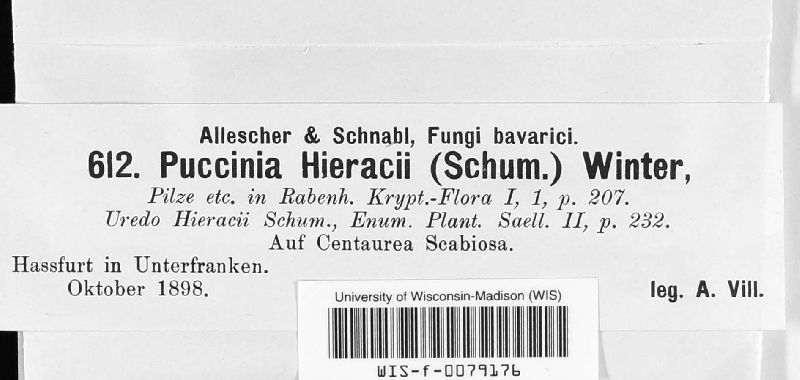 Allescher & Schnabl, Fungi bavarici.
612. Puccinia Hieracii (Schum.) Winter,
Pilze etc. in Rabenh. Krypt.-Flora I, 1, p. 207.
Uredo Hieracii Schum., Enum. Plant. Saell. II, p. 232.
Auf Centaurea Scabiosa.
Hassfurt in Unterfranken.
Oktober 1898.
leg. A. Vill.
University of Wisconsin-Madison (WIS)
WIS-f-0079176